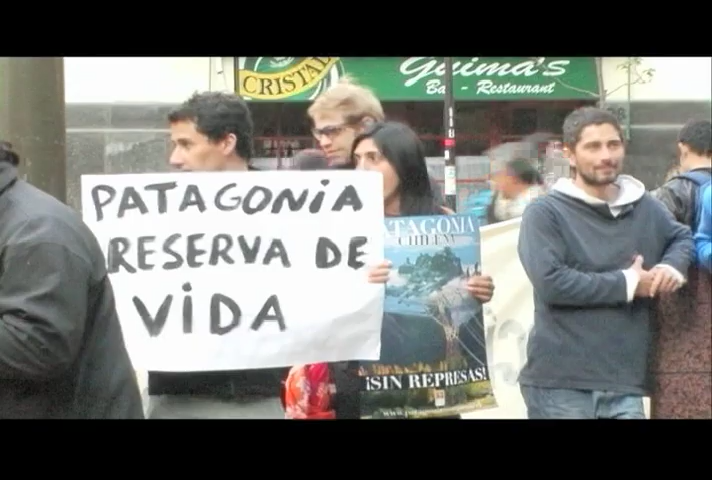 CRISTAL
Guima's
Bar - Restaurant
PATAGONIA
RESERVA DE
VIDA
PATAGONIA
CHILENA
¡SIN REPRESAS!